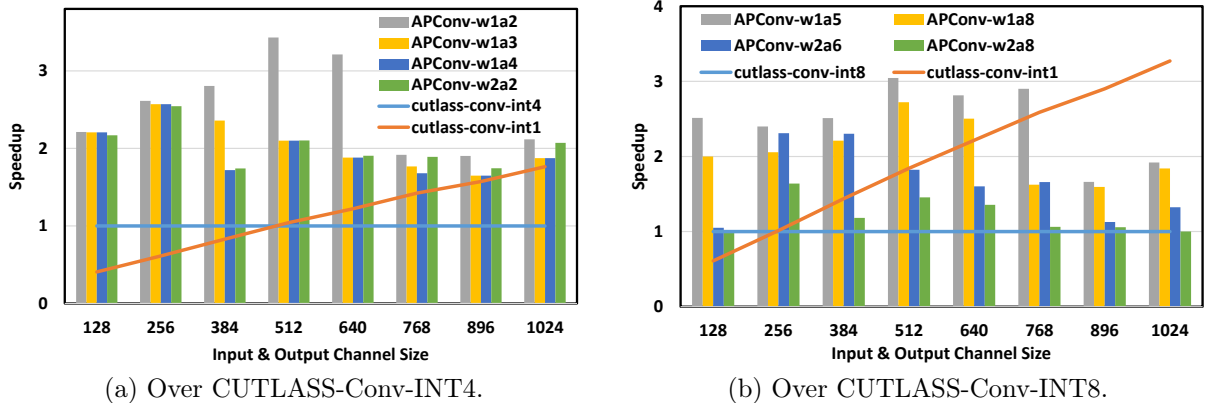 APConv-w1a2
APConv-w1a3
APConv-w1a4
APConv-w2a2
cutlass-conv-int4
cutlass-conv-int1
Speedup
3
2
1
0
128 256 384 512 640 768 896 1024
Input & Output Channel Size
(a) Over CUTLASS-Conv-INT4.
APConv-w1a5 APConv-w1a8
APConv-w2a6 APConv-w2a8
cutlass-conv-int8 cutlass-conv-int1
Speedup
4
3
2
1
0
128 256 384 512 640 768 896 1024
Input & Output Channel Size
(b) Over CUTLASS-Conv-INT8.